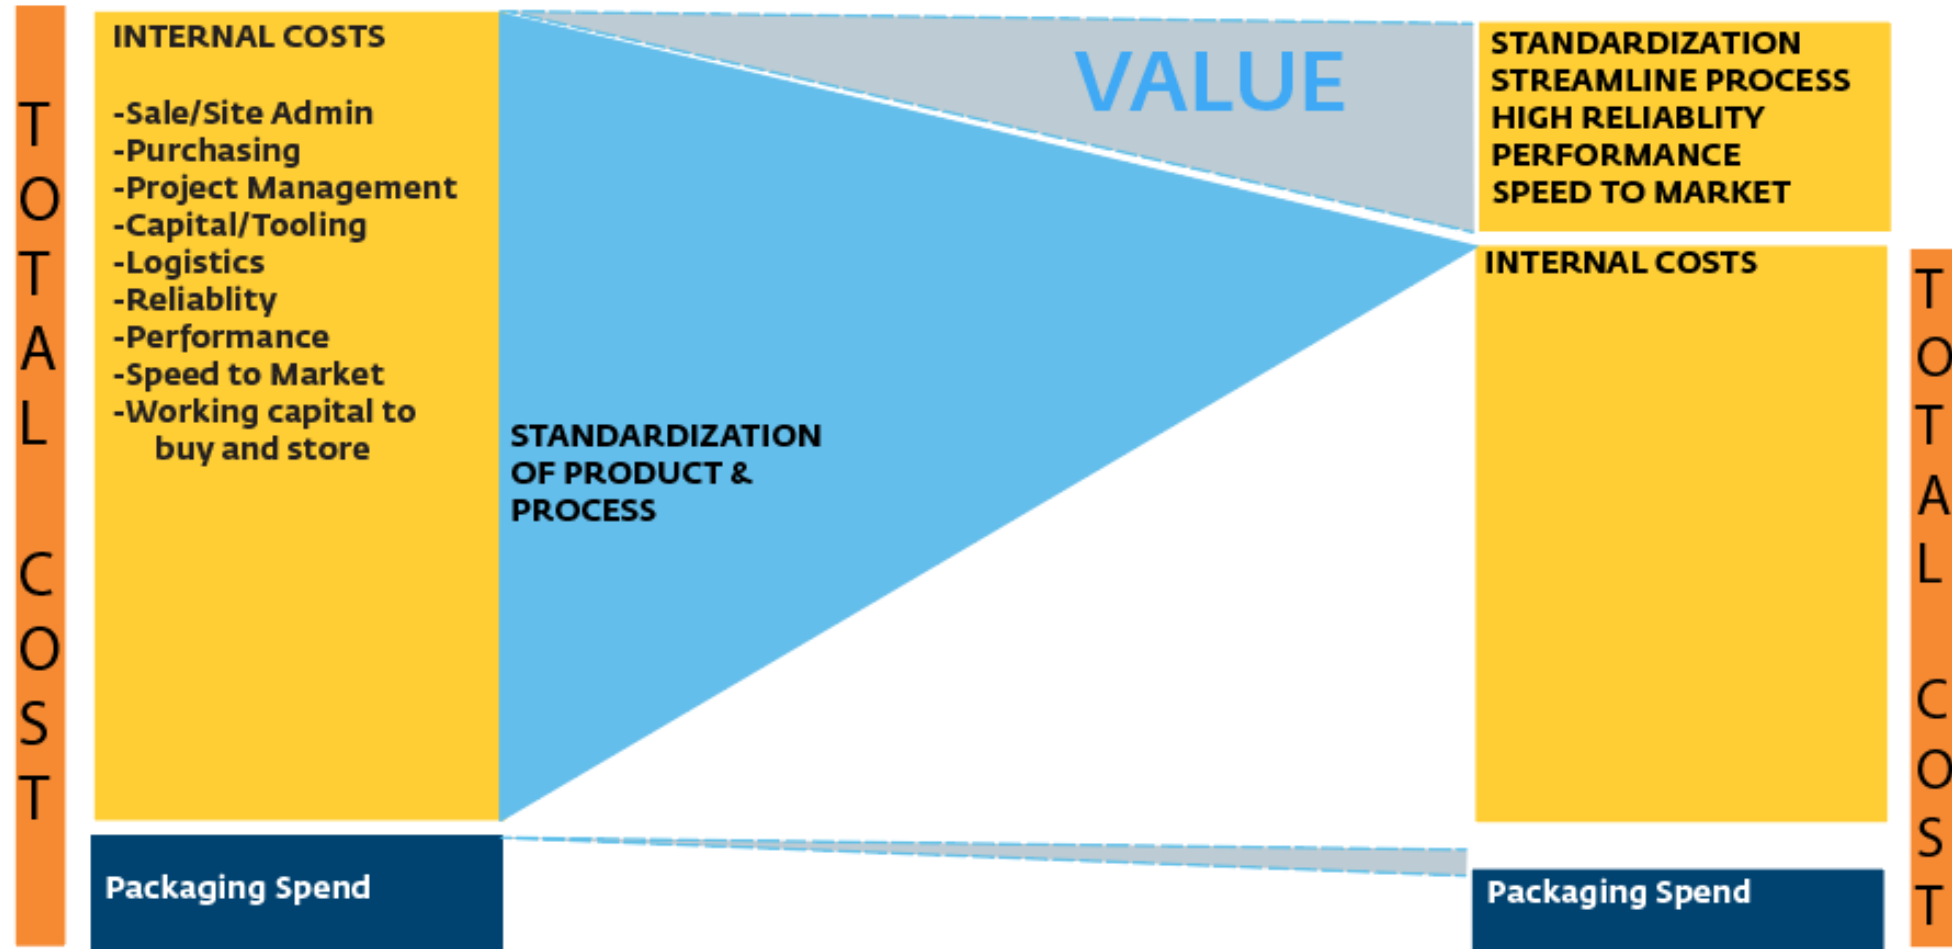 TOTAL COST
INTERNAL COSTS
-Sale/Site Admin
-Purchasing
-Project Management
-Capital/Tooling
-Logistics
-Reliablity
-Performance
-Speed to Market
-Working capital to
buy and store
Packaging Spend
STANDARDIZATION
OF PRODUCT &
PROCESS
VALUE
STANDARDIZATION
STREAMLINE PROCESS
HIGH RELIABLITY
PERFORMANCE
SPEED TO MARKET
INTERNAL COSTS
Packaging Spend
TOTAL COST